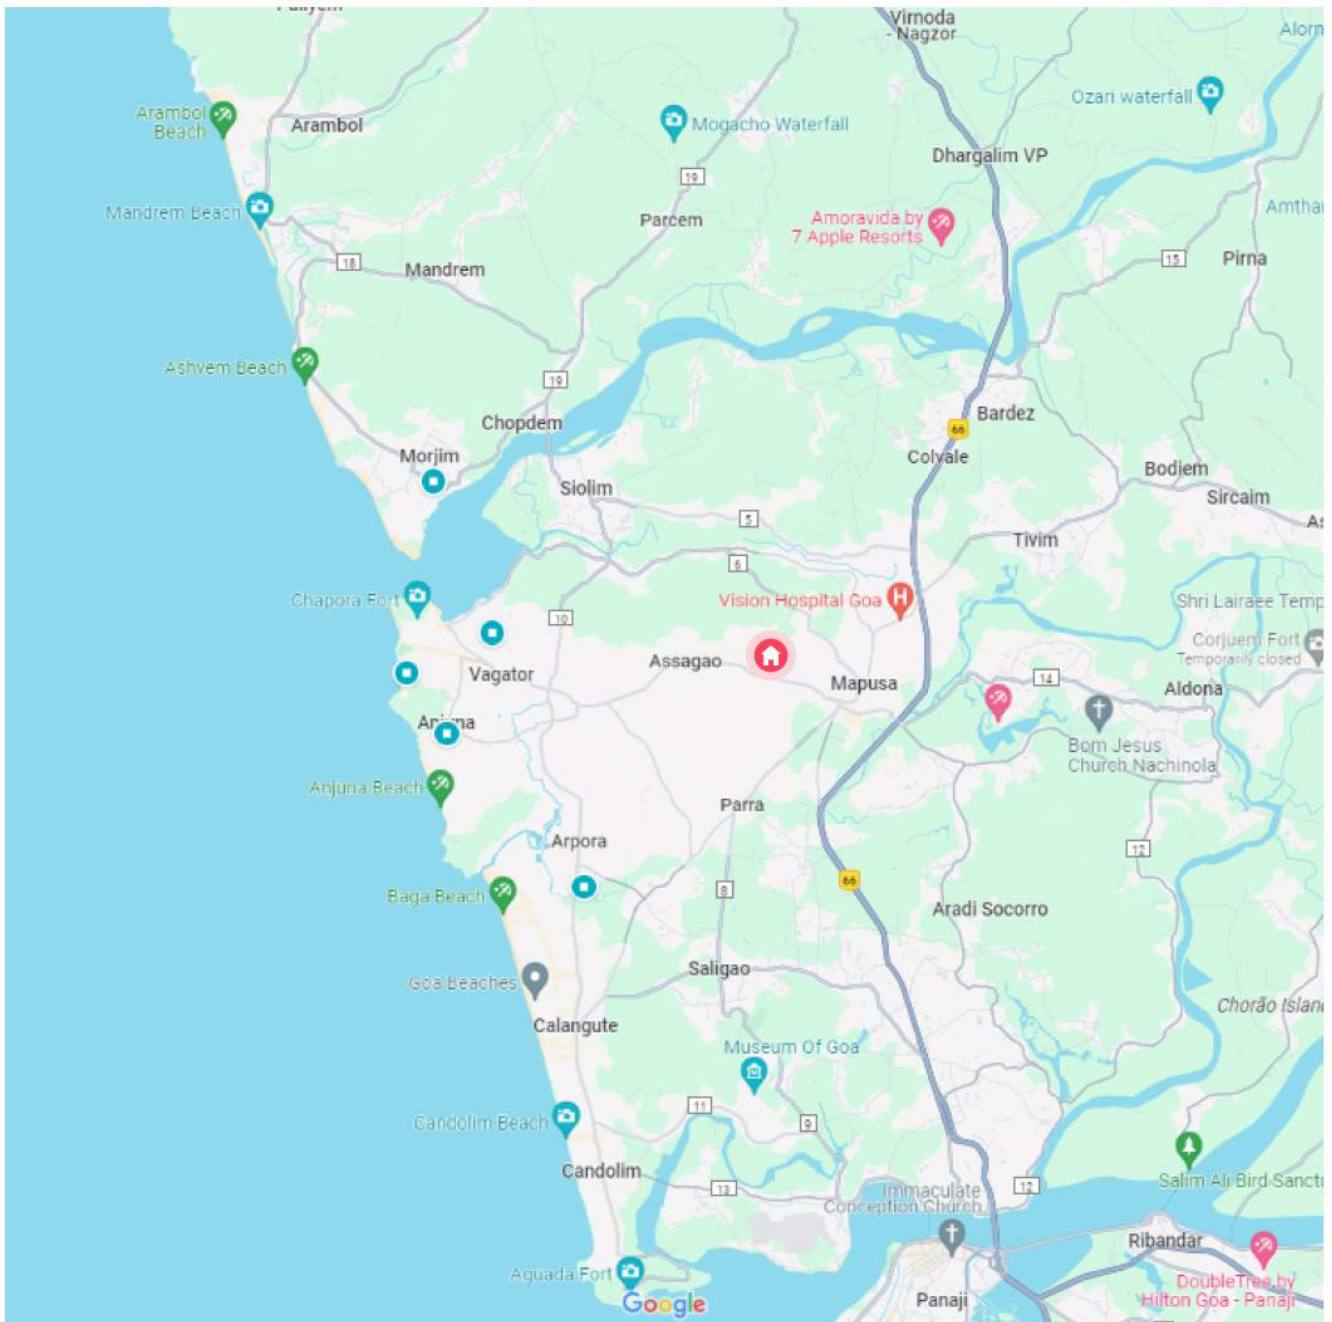 Virnoda
- Nagzor
Arambol
Beach
Arambol
Mogacho Waterfall
Ozari waterfall
Dhargalim VP
19
Mandrem Beach
Parcem
Amoravida by
7 Apple Resorts
18
Mandrem
15
Pirna
Ashvem Beach
19
Chopdem
Bardez
66
Colvale
Morjim
Siolim
Bodiem
Sircaim
5
Tivim
6
Chapora Fort
10
Vision Hospital Goa
H
Shri Lairaee Temp
Corjuem Fort
Temporarily closed
Assagao
Vagator
Mapusa
14
Aldona
Anjuna
Bom Jesus
Church Nachinola
Anjuna Beach
Parra
Arpora
12
66
8
Baga Beach
Aradi Socorro
Saligao
Goa Beaches
Calangute
Chorão Islan
Museum Of Goa
11
9
Candolim Beach
Candolim
13
12
Salim Ali Bird Sanct
Immaculate
Conception Church
Ribandar
Aguada Fort
Google
Panaji
DoubleTree by
Hilton Goa - Panaji